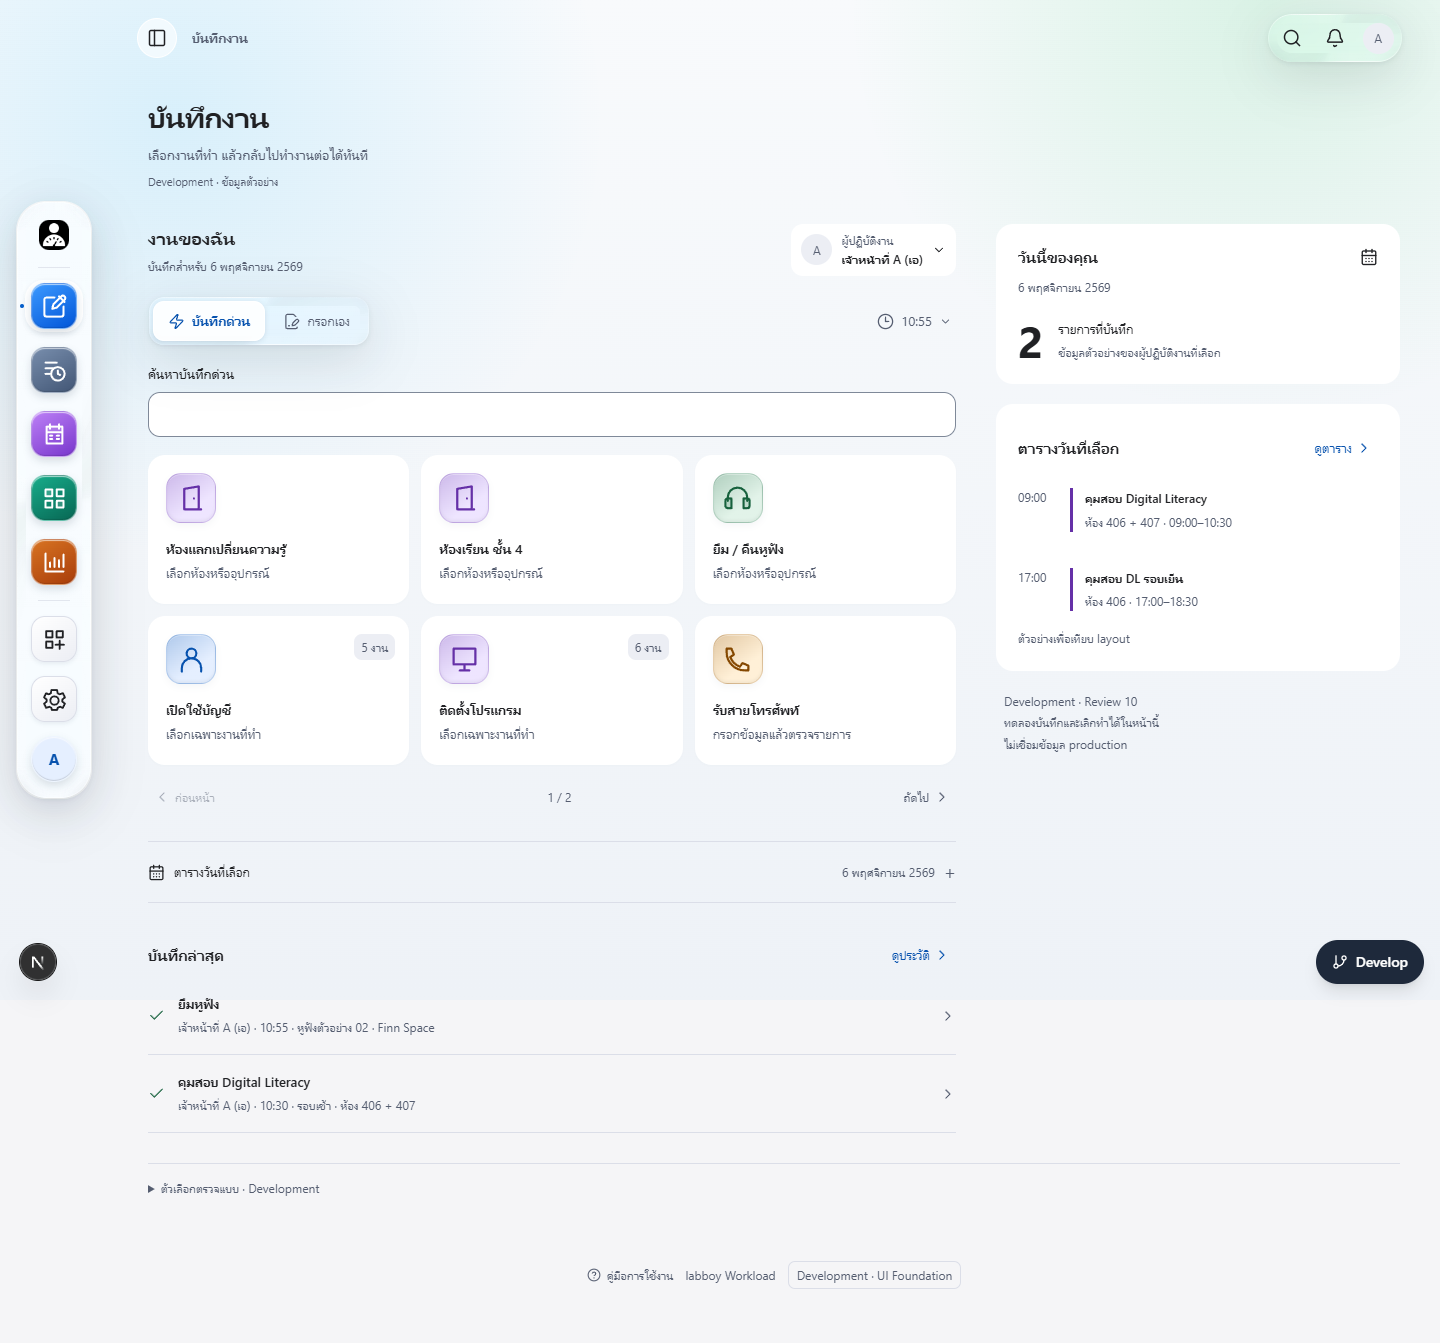 บันทึกงาน
A
บันทึกงาน
เลือกงานที่ทำ แล้วกลับไปทำงานต่อได้ทันที
Development · ข้อมูลตัวอย่าง
งานของฉัน
บันทึกสำหรับ 6 พฤศจิกายน 2569
A
ผู้ปฏิบัติงาน
เจ้าหน้าที่ A (เอ)
บันทึกด่วน
กรอกเอง
10:55
ค้นหาบันทึกด่วน
ห้องแลกเปลี่ยนความรู้
เลือกห้องหรืออุปกรณ์
ห้องเรียน ชั้น 4
เลือกห้องหรืออุปกรณ์
ยืม / คืนหูฟัง
เลือกห้องหรืออุปกรณ์
5 งาน
เปิดใช้บัญชี
เลือกเฉพาะงานที่ทำ
6 งาน
ติดตั้งโปรแกรม
เลือกเฉพาะงานที่ทำ
รับสายโทรศัพท์
กรอกข้อมูลแล้วตรวจรายการ
ก่อนหน้า
1 / 2
ถัดไป
ตารางวันที่เลือก
6 พฤศจิกายน 2569
บันทึกล่าสุด
ดูประวัติ
ยืมหูฟัง
เจ้าหน้าที่ A (เอ) · 10:55 · หูฟังตัวอย่าง 02 · Finn Space
คุมสอบ Digital Literacy
เจ้าหน้าที่ A (เอ) · 10:30 · รอบเช้า · ห้อง 406 + 407
วันนี้ของคุณ
6 พฤศจิกายน 2569
2
รายการที่บันทึก
ข้อมูลตัวอย่างของผู้ปฏิบัติงานที่เลือก
ตารางวันที่เลือก
ดูตาราง
09:00
คุมสอบ Digital Literacy
ห้อง 406 + 407 · 09:00–10:30
17:00
คุมสอบ DL รอบเย็น
ห้อง 406 · 17:00–18:30
ตัวอย่างเพื่อเทียบ layout
Development · Review 10
ทดลองบันทึกและเลิกทำได้ในหน้านี้
ไม่เชื่อมข้อมูล production
A
N
Develop
ตัวเลือกตรวจแบบ · Development
คู่มือการใช้งาน
labboy Workload
Development · UI Foundation